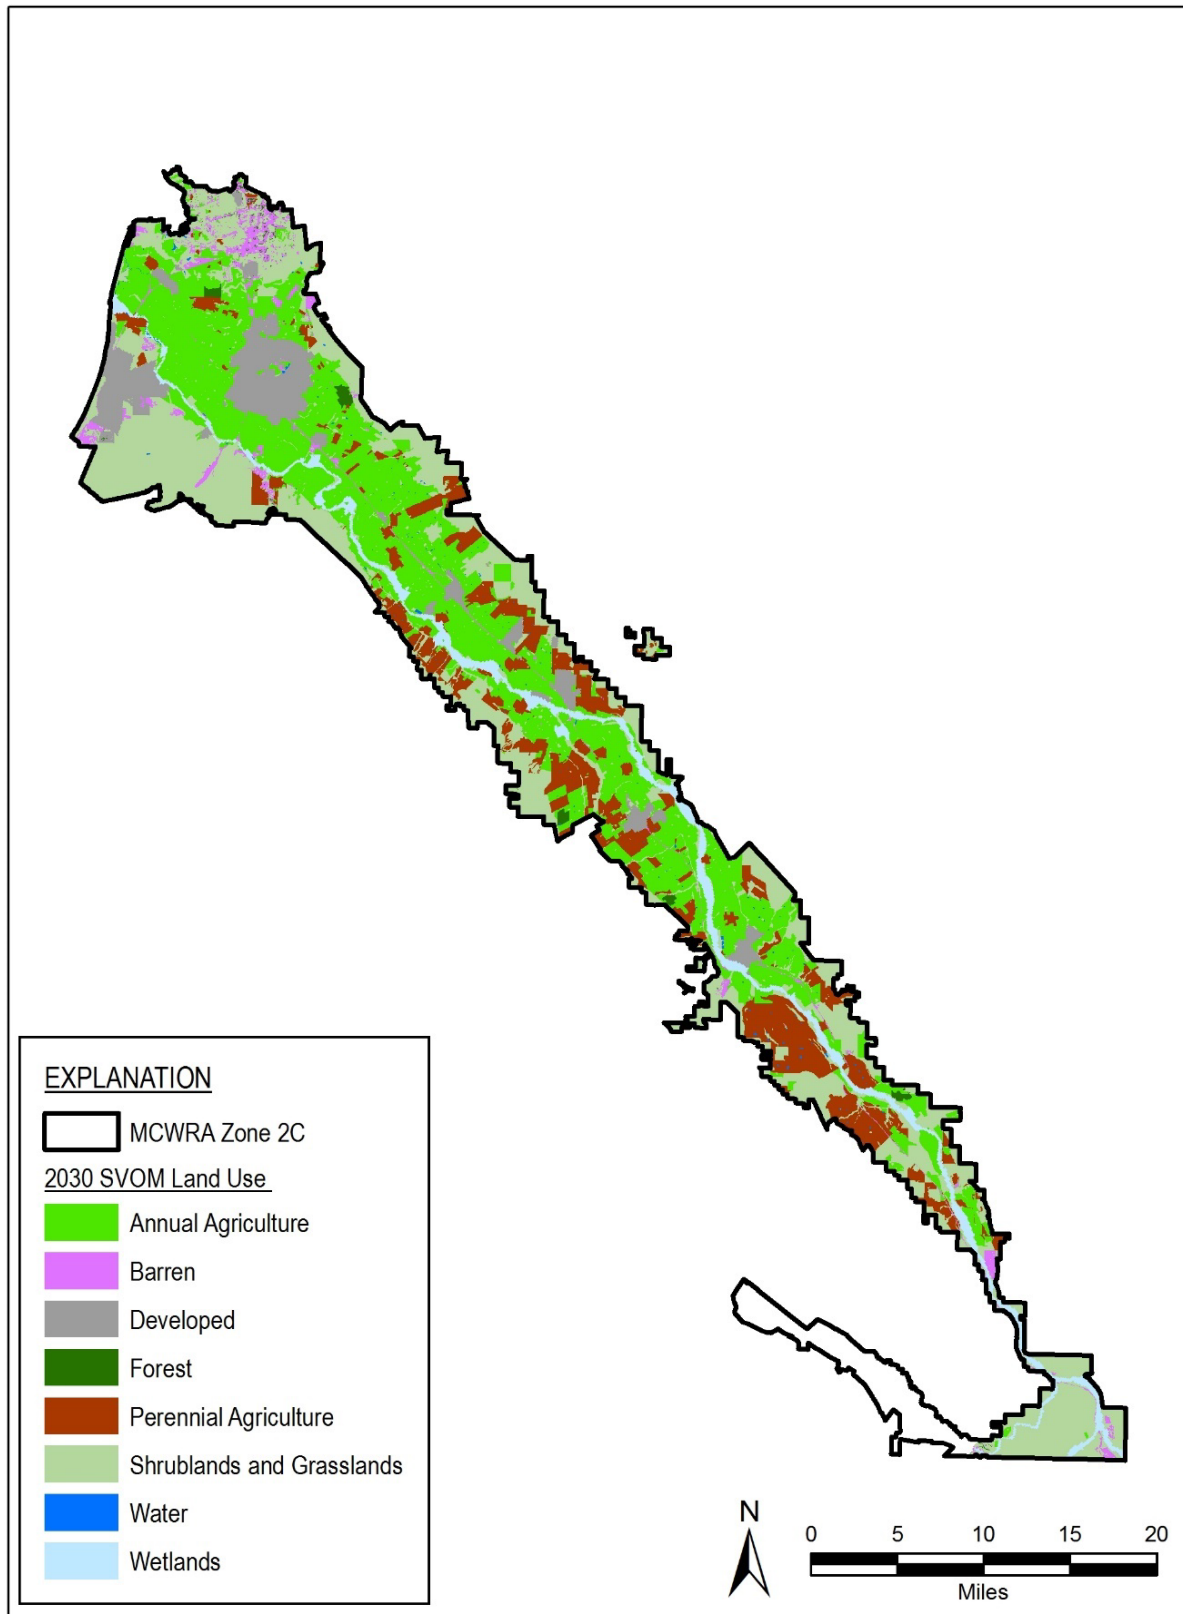 EXPLANATION
MCWRA Zone 2C
2030 SVOM Land Use
Annual Agriculture
Barren
Developed
Forest
Perennial Agriculture
Shrublands and Grasslands
Water
Wetlands
N
0 5 10 15 20
Miles